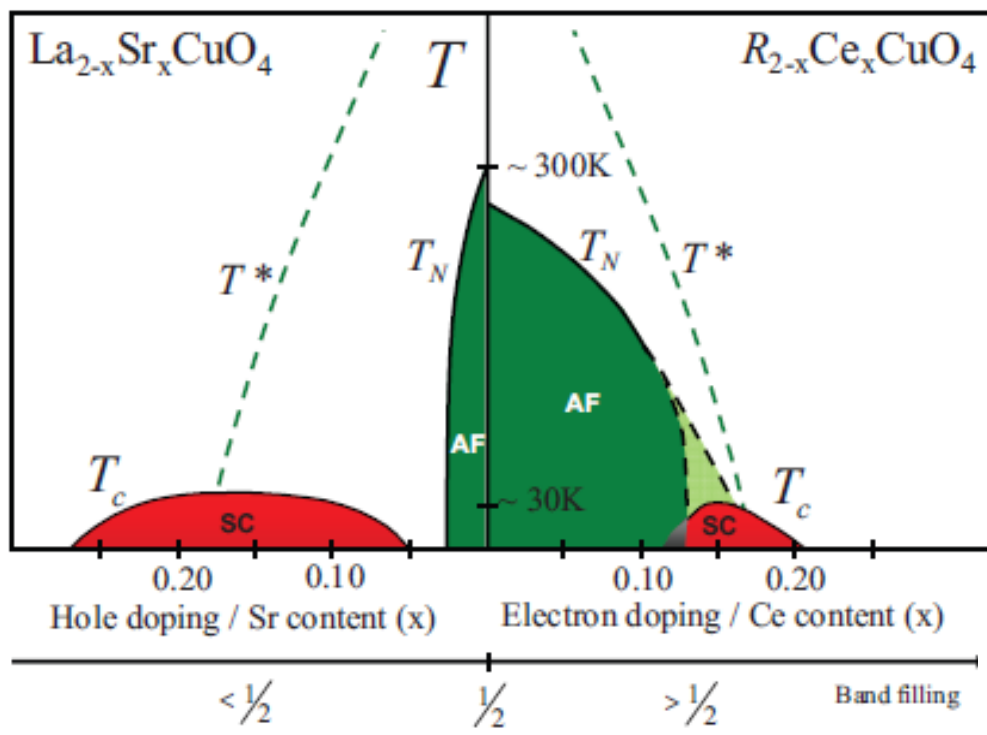 La2-xSrxCuO4
T
R2-xCexCuO4
~ 300K
TN
TN
T*
T*
AF
AF
Tc
~ 30K
Tc
SC
SC
0.20
0.10
0.10
0.20
Hole doping / Sr content (x)
Electron doping / Ce content (x)
< 1/2
1/2
> 1/2
Band filling